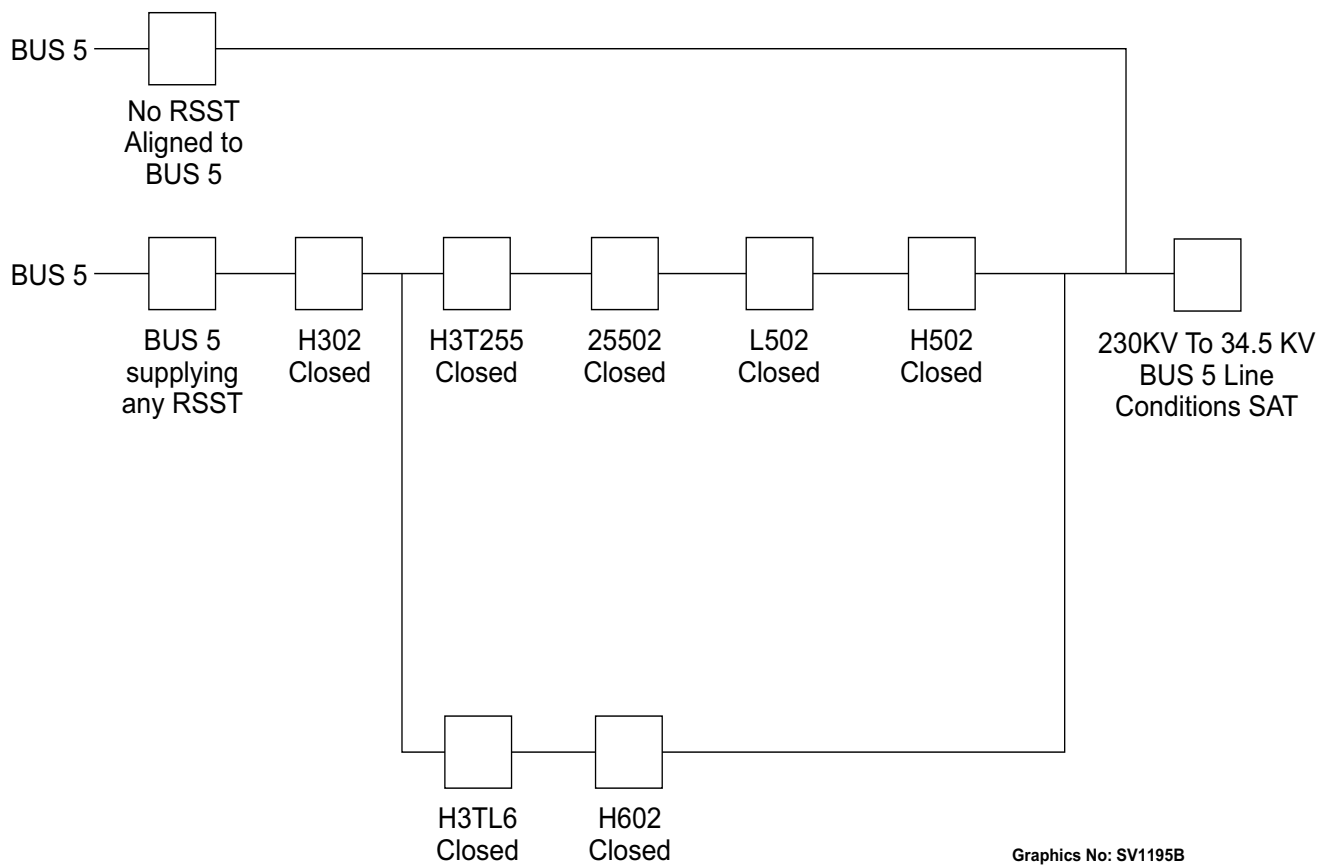 BUS 5
No RSST
Aligned to
BUS 5
BUS 5
BUS 5
supplying
any RSST
H302
Closed
H3T255
Closed
25502
Closed
L502
Closed
H502
Closed
230KV To 34.5 KV
BUS 5 Line
Conditions SAT
H3TL6
Closed
H602
Closed
Graphics No: SV1195B